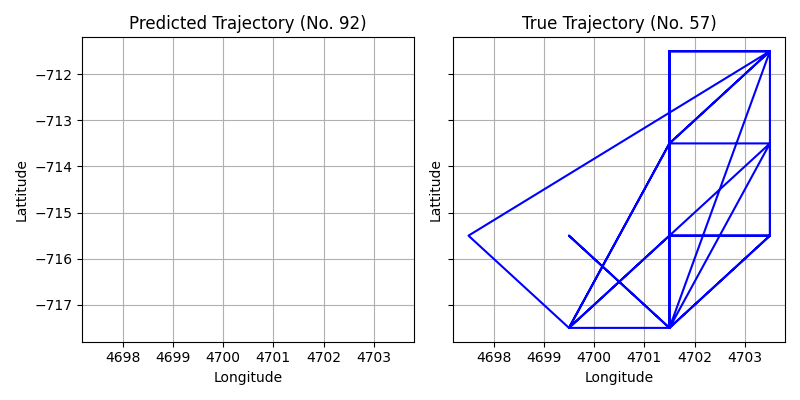 Predicted Trajectory (No. 92)
True Trajectory (No. 57)
−712
−713
−714
−715
−716
−717
Lattitude
Lattitude
4698 4699 4700 4701 4702 4703
4698 4699 4700 4701 4702 4703
Longitude
Longitude